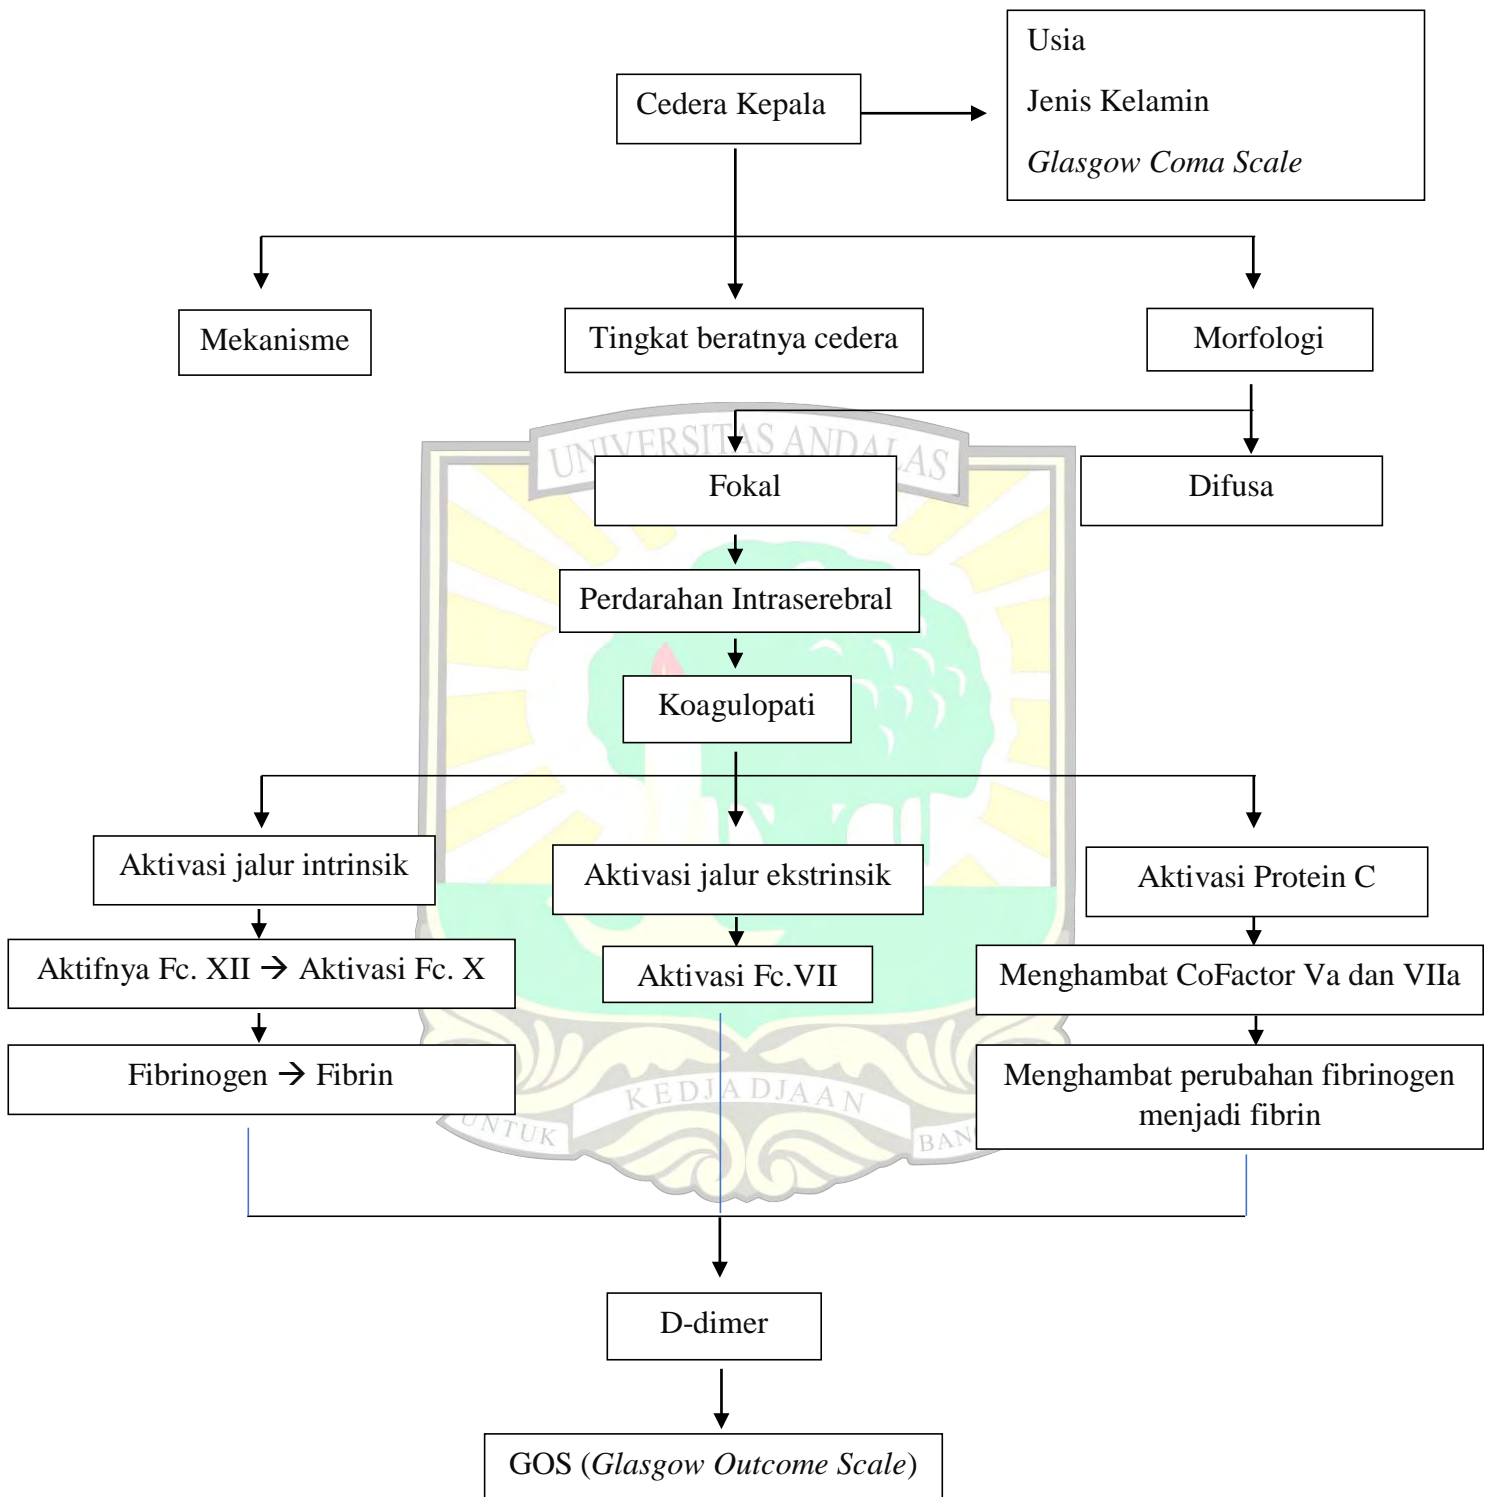 Usia
Jenis Kelamin
Glasgow Coma Scale
Cedera Kepala
Mekanisme
Tingkat beratnya cedera
Morfologi
UNIVERSITAS ANDALAS
Fokal
Difusa
Perdarahan Intraserebral
Koagulopati
Aktivasi jalur intrinsik
Aktivasi jalur ekstrinsik
Aktivasi Protein C
Aktifnya Fc. XII → Aktivasi Fc. X
Aktivasi Fc.VII
Menghambat CoFactor Va dan VIIa
Fibrinogen → Fibrin
Menghambat perubahan fibrinogen
menjadi fibrin
UNTUK KEDJADJAAN
D-dimer
GOS (Glasgow Outcome Scale)